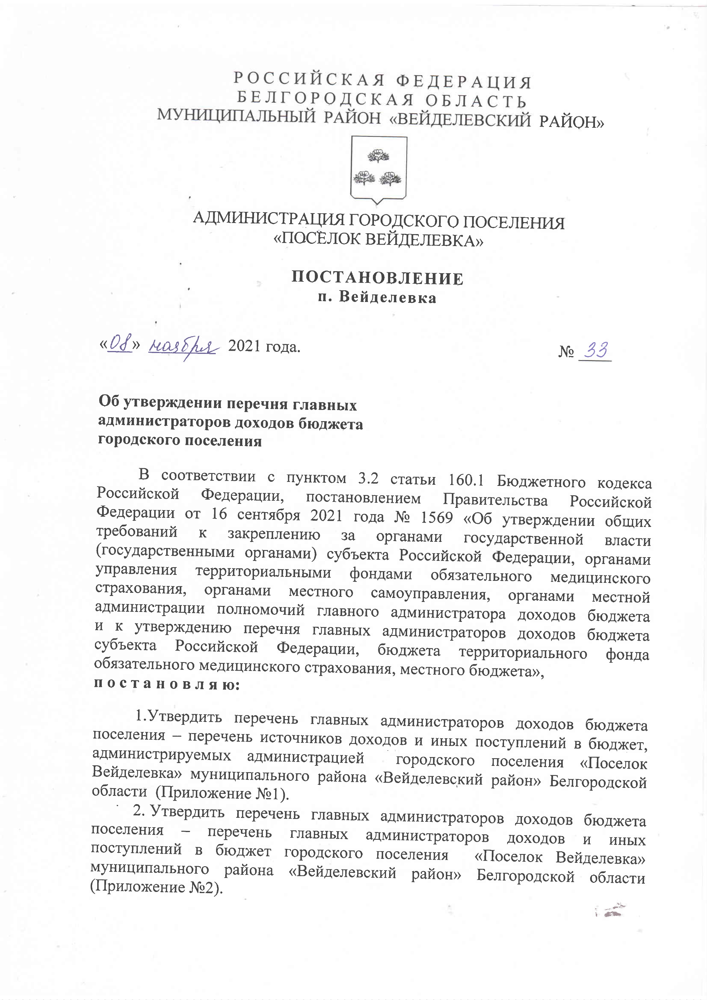 РОССИЙСКАЯ ФЕДЕРАЦИЯ
БЕЛГОРОДСКАЯ ОБЛАСТЬ
МУНИЦИПАЛЬНЫЙ РАЙОН «ВЕЙДЕЛЕВСКИЙ РАЙОН»
АДМИНИСТРАЦИЯ ГОРОДСКОГО ПОСЕЛЕНИЯ
«ПОСЁЛОК ВЕЙДЕЛЕВКА»
ПОСТАНОВЛЕНИЕ
п. Вейделевка
«08» ноября 2021 года. № 33
Об утверждении перечня главных
администраторов доходов бюджета
городского поселения
В соответствии с пунктом 3.2 статьи 160.1 Бюджетного кодекса
Российской Федерации, постановлением Правительства Российской
Федерации от 16 сентября 2021 года № 1569 «Об утверждении общих
требований к закреплению за органами государственной власти
(государственными органами) субъекта Российской Федерации, органами
управления территориальными фондами обязательного медицинского
страхования, органами местного самоуправления, органами местной
администрации полномочий главного администратора доходов бюджета
и к утверждению перечня главных администраторов доходов бюджета
субъекта Российской Федерации, бюджета территориального фонда
обязательного медицинского страхования, местного бюджета»,
п о с т а н о в л я ю:
1.Утвердить перечень главных администраторов доходов бюджета
поселения – перечень источников доходов и иных поступлений в бюджет,
администрируемых администрацией городского поселения «Поселок
Вейделевка» муниципального района «Вейделевский район» Белгородской
области (Приложение №1).
2. Утвердить перечень главных администраторов доходов бюджета
поселения – перечень главных администраторов доходов и иных
поступлений в бюджет городского поселения «Поселок Вейделевка»
муниципального района «Вейделевский район» Белгородской области
(Приложение №2).